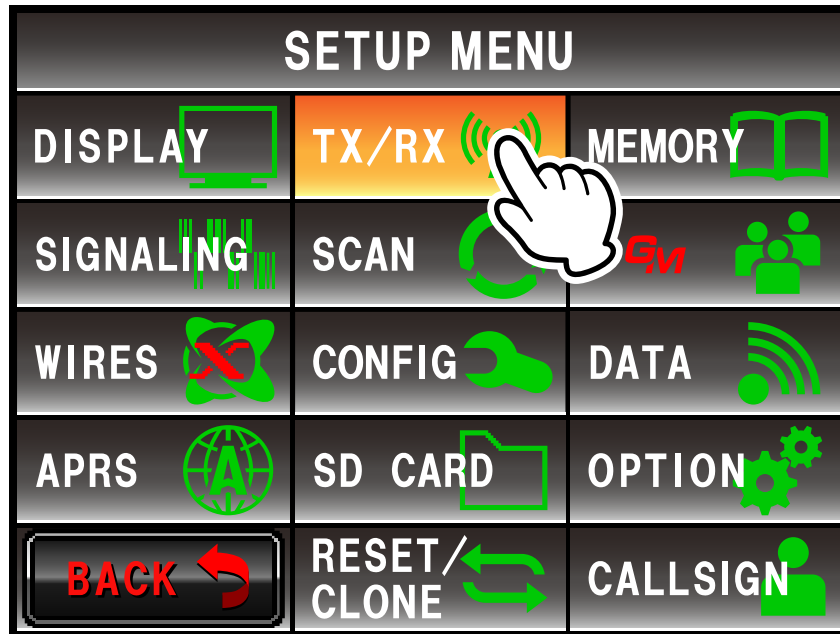 SETUP MENU
DISPLAY
TX/RX
MEMORY
SIGNALING
SCAN
GM
WIRES X
CONFIG
DATA
APRS A
SD CARD
OPTION
BACK
RESET/
CLONE
CALLSIGN